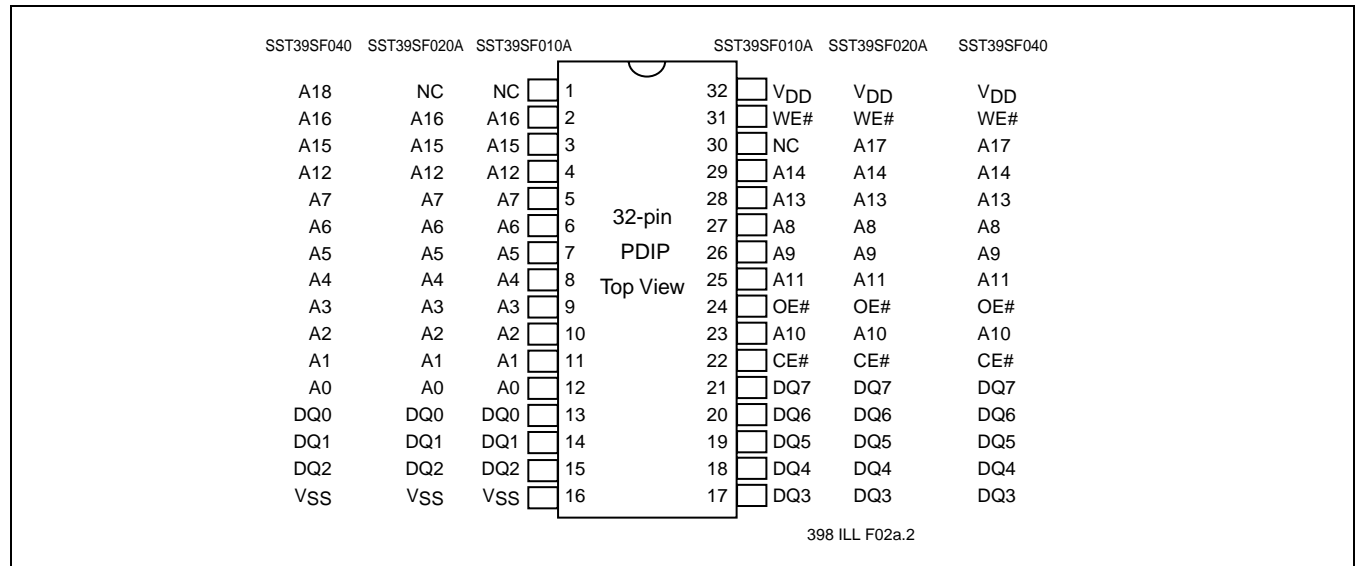 SST39SF040 SST39SF020A SST39SF010A SST39SF010A SST39SF020A SST39SF040
A18 NC NC 1 32 VDD VDD VDD
A16 A16 A16 2 31 WE# WE# WE#
A15 A15 A15 3 30 NC A17 A17
A12 A12 A12 4 29 A14 A14 A14
A7 A7 A7 5 28 A13 A13 A13
A6 A6 A6 6 32-pin 27 A8 A8 A8
A5 A5 A5 7 PDIP 26 A9 A9 A9
A4 A4 A4 8 Top View 25 A11 A11 A11
A3 A3 A3 9 24 OE# OE# OE#
A2 A2 A2 10 23 A10 A10 A10
A1 A1 A1 11 22 CE# CE# CE#
A0 A0 A0 12 21 DQ7 DQ7 DQ7
DQ0 DQ0 DQ0 13 20 DQ6 DQ6 DQ6
DQ1 DQ1 DQ1 14 19 DQ5 DQ5 DQ5
DQ2 DQ2 DQ2 15 18 DQ4 DQ4 DQ4
VSS VSS VSS 16 17 DQ3 DQ3 DQ3
398 ILL F02a.2